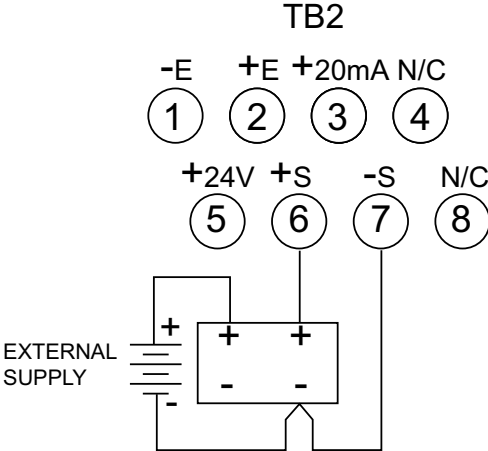 TB2
-E +E +20mA N/C
1 2 3 4
+24V +S -S N/C
5 6 7 8
+
+ +
EXTERNAL
SUPPLY
- -
-